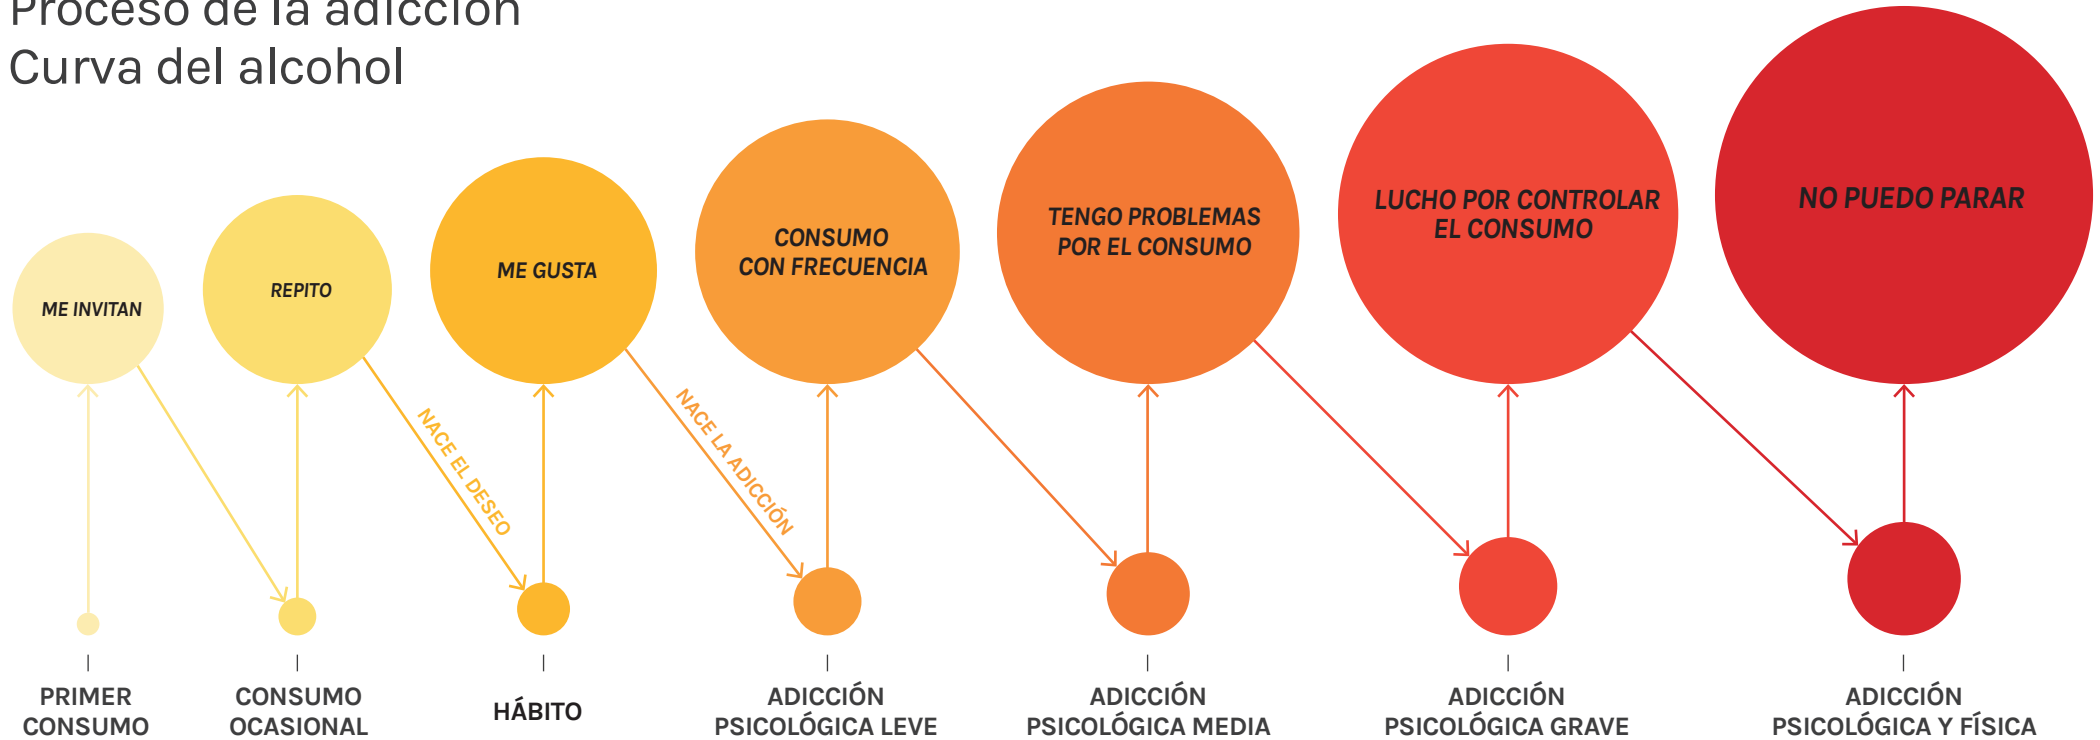 Proceso de la adicción
Curva del alcohol
ME INVITAN
REPITO
ME GUSTA
CONSUMO
CON FRECUENCIA
TENGO PROBLEMAS
POR EL CONSUMO
LUCHO POR CONTROLAR
EL CONSUMO
NO PUEDO PARAR
NACE EL DESEO
NACE LA ADICCIÓN
PRIMER
CONSUMO
CONSUMO
OCASIONAL
HÁBITO
ADICCIÓN
PSICOLÓGICA LEVE
ADICCIÓN
PSICOLÓGICA MEDIA
ADICCIÓN
PSICOLÓGICA GRAVE
ADICCIÓN
PSICOLÓGICA Y FÍSICA